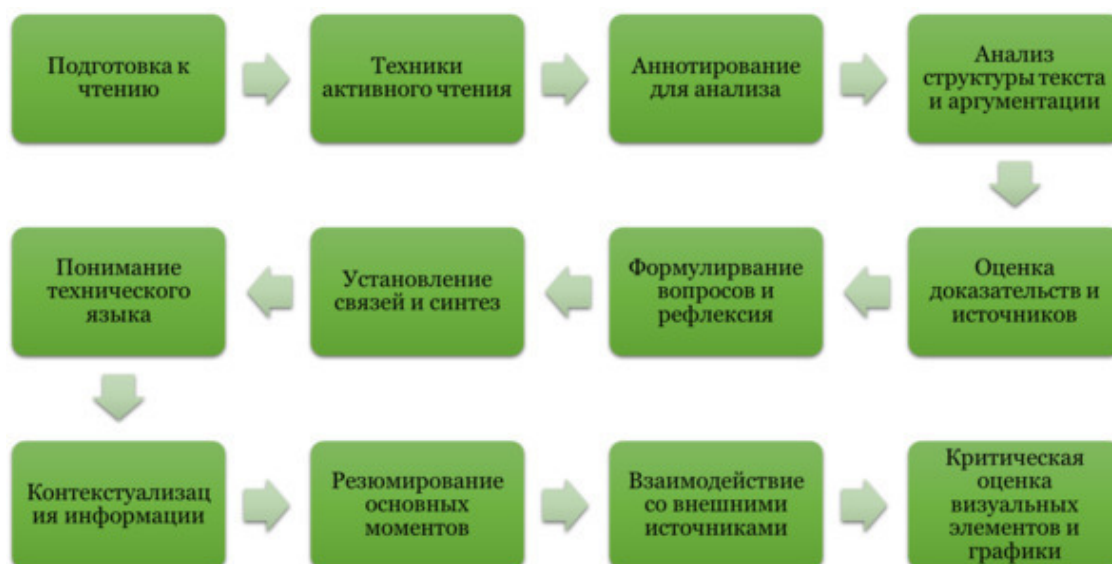 Подготовка к
чтению
Техники
активного чтения
Аннотирование
для анализа
Анализ
структуры текста
и аргументации
Оценка
доказательств и
источников
Формулирвание
вопросов и
рефлексия
Установление
связей и синтез
Понимание
технического
языка
Контекстуализац
ия информации
Резюмирование
основных
моментов
Взаимодействие
со внешними
источниками
Критическая
оценка
визуальных
элементов и
графики